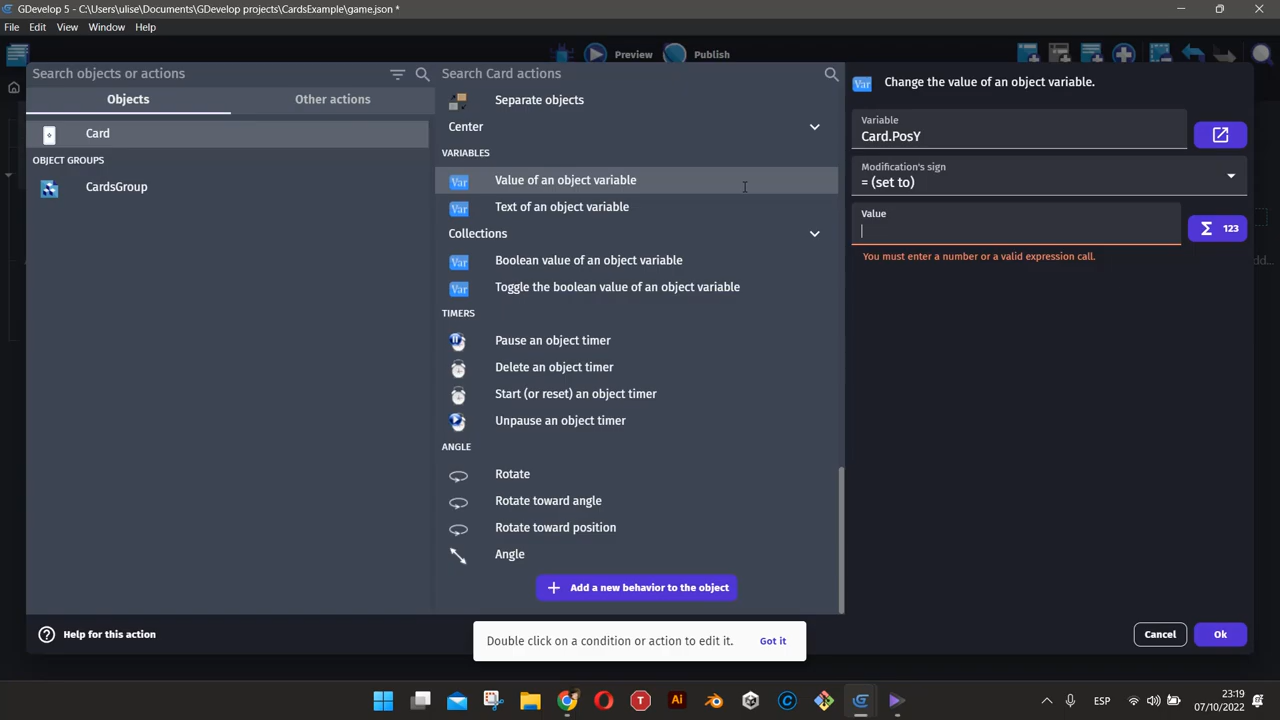 GDevelop 5 - C:\Users\ulise\Documents\GDevelop projects\CardsExample\game.json *
File Edit View Window Help
Preview Publish
Search objects or actions
Objects Other actions
Card
OBJECT GROUPS
CardsGroup
Search Card actions
Separate objects
Center
VARIABLES
Var Value of an object variable
Var Text of an object variable
Collections
Var Boolean value of an object variable
Var Toggle the boolean value of an object variable
TIMERS
Pause an object timer
Delete an object timer
Start (or reset) an object timer
Unpause an object timer
ANGLE
Rotate
Rotate toward angle
Rotate toward position
Angle
+ Add a new behavior to the object
Var Change the value of an object variable.
Variable
Card.PosY
Modification's sign
= (set to)
Value
Σ 123
You must enter a number or a valid expression call.
dd...
? Help for this action
Double click on a condition or action to edit it. Got it
Cancel Ok
T Ai C ESP 23:19
07/10/2022